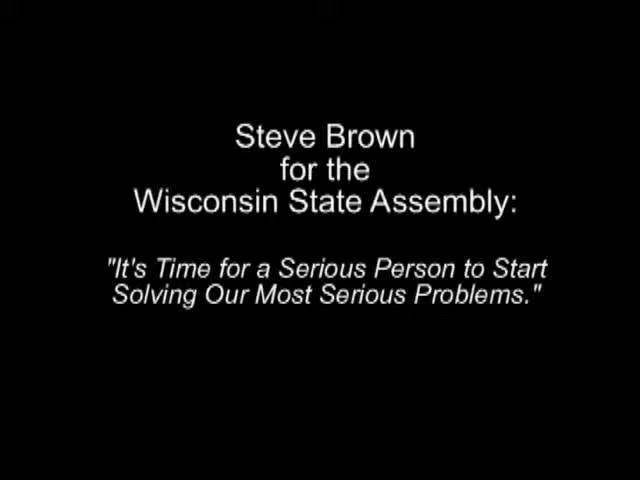 Steve Brown
for the
Wisconsin State Assembly:
"It's Time for a Serious Person to Start
Solving Our Most Serious Problems."